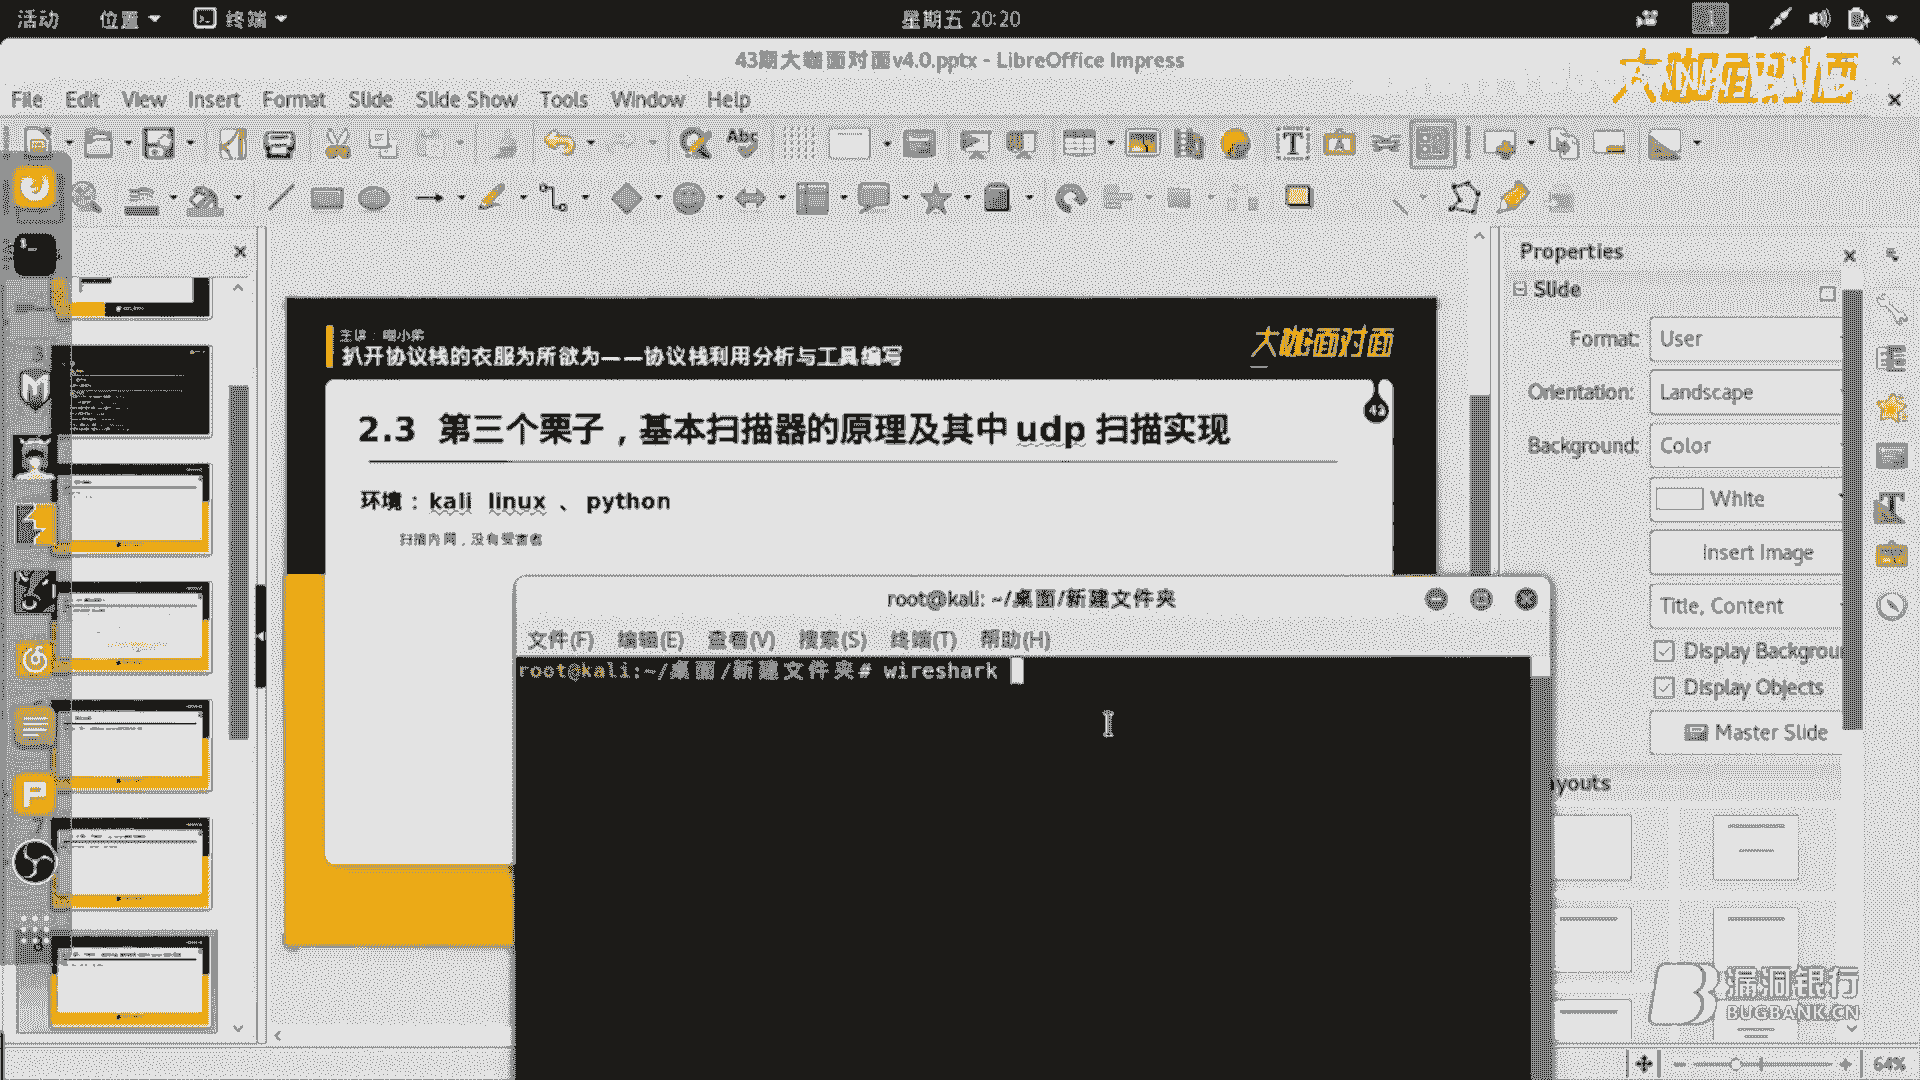 活动 位置 终端 星期五 20:20
43期大咖面对面v4.0.pptx - LibreOffice Impress
大咖面对面
File Edit View Insert Format Slide Slide Show Tools Window Help
Abc
Properties
Slide
Format: User
Orientation: Landscape
Background: Color
White
Insert Image
Title, Content
Display Backgrou
Display Objects
Master Slide
youts
扒开协议栈的衣服为所欲为——协议栈利用分析与工具编写
大咖面对面
43
2.3 第三个栗子，基本扫描器的原理及其中 udp 扫描实现
环境：kali linux 、 python
扫描内网，没有受害者
root@kali: ~/桌面/新建文件夹
文件(F) 编辑(E) 查看(V) 搜索(S) 终端(T) 帮助(H)
root@kali:~/桌面/新建文件夹# wireshark
漏洞银行
BUGBANK.CN
64%